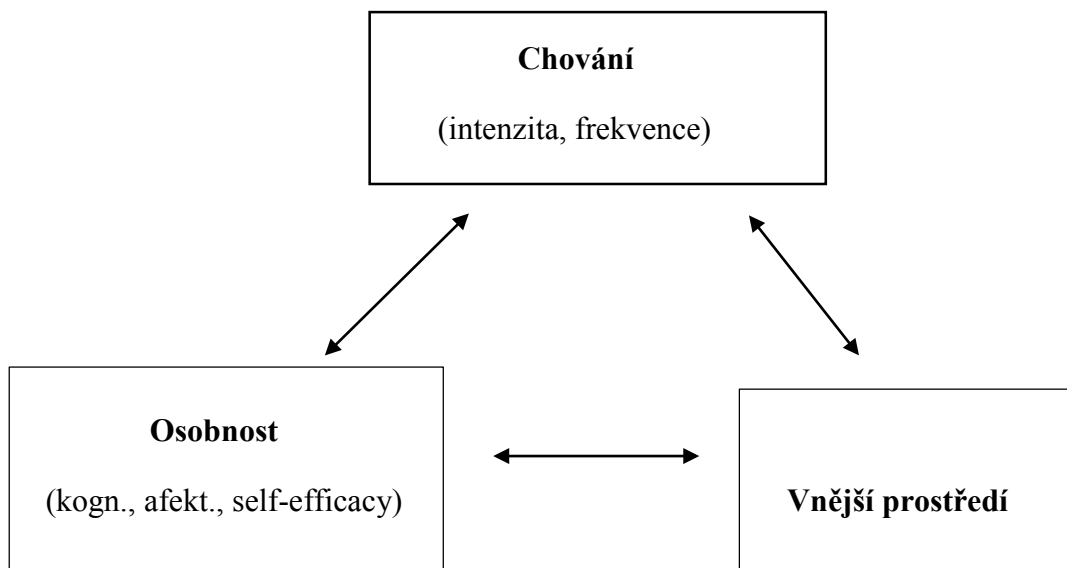 Chování
(intenzita, frekvence)
Osobnost
(kogn., afekt., self-efficacy)
Vnější prostředí